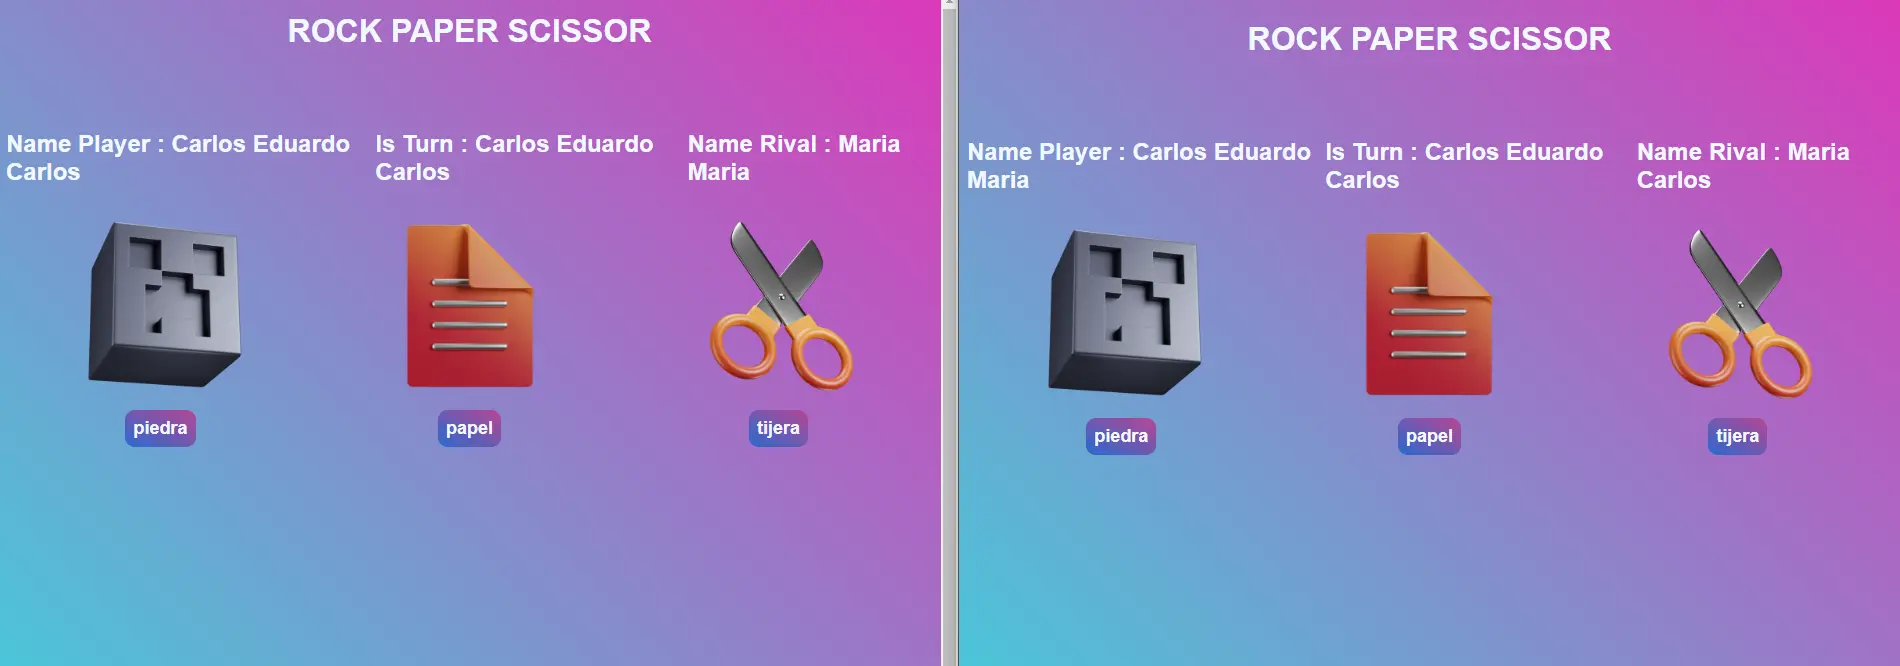 ROCK PAPER SCISSOR
Name Player : Carlos Eduardo
Carlos
Is Turn : Carlos Eduardo
Carlos
Name Rival : Maria
Maria
piedra
papel
tijera
ROCK PAPER SCISSOR
Name Player : Carlos Eduardo
Maria
Is Turn : Carlos Eduardo
Carlos
Name Rival : Maria
Carlos
piedra
papel
tijera